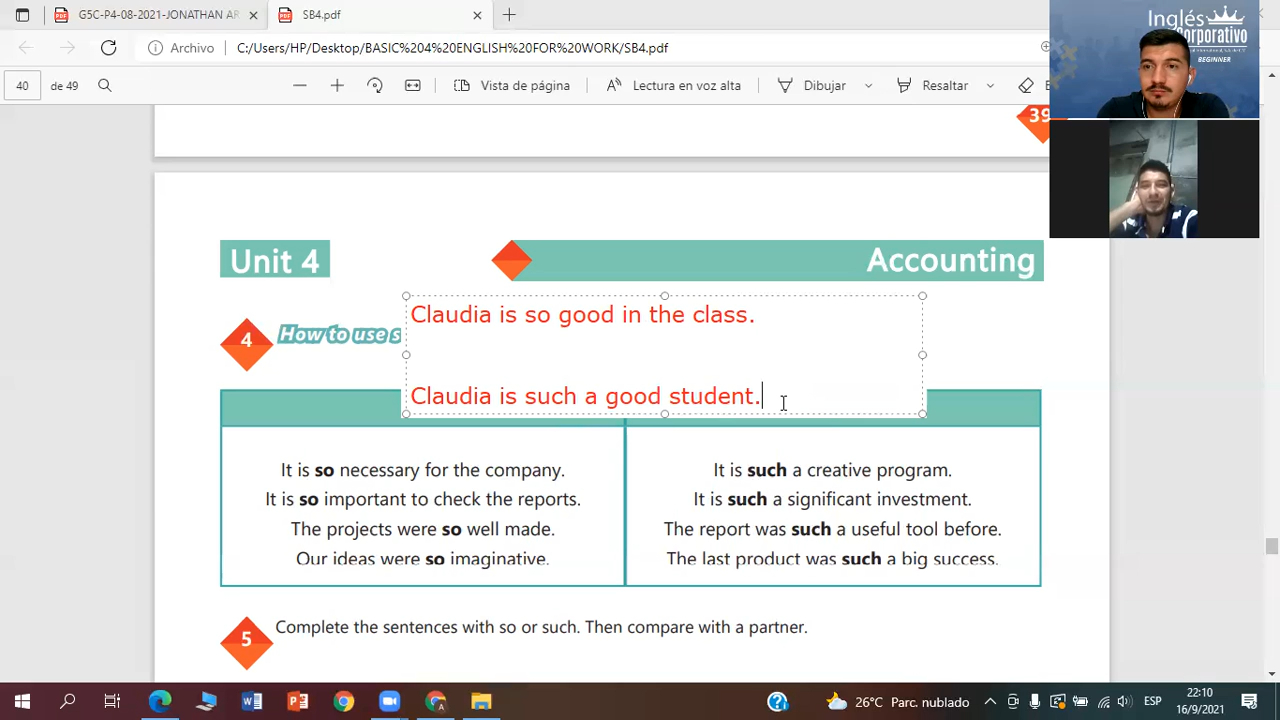 G5C-P4-08-2021-JONATHAN AR
SB4.pdf
Archivo
C:/Users/HP/Desktop/BASIC%204%20ENGLISH%20FOR%20WORK/SB4.pdf
40
de 49
Vista de página
Lectura en voz alta
Dibujar
Resaltar
Inglés
Corporativo
BEGINNER
39
Unit 4
Accounting
4
How to use s
Claudia is so good in the class.
Claudia is such a good student.
It is so necessary for the company.
It is so important to check the reports.
The projects were so well made.
Our ideas were so imaginative.
It is such a creative program.
It is such a significant investment.
The report was such a useful tool before.
The last product was such a big success.
5
Complete the sentences with so or such. Then compare with a partner.
26°C Parc. nublado
ESP
22:10
16/9/2021